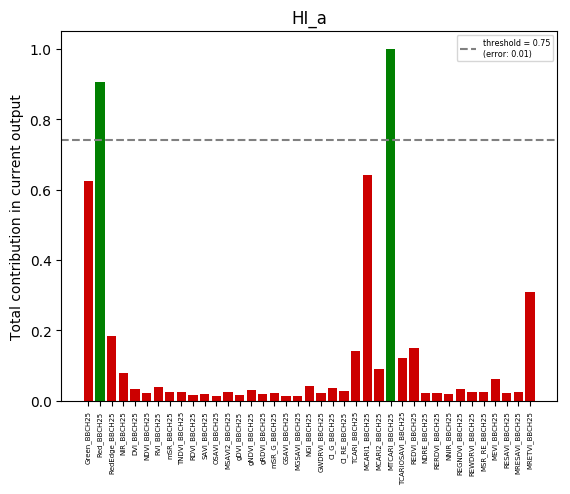 HI_a
threshold = 0.75
(error: 0.01)
Total contribution in current output
1.0
0.8
0.6
0.4
0.2
0.0
Green_BBCH25
Red_BBCH25
RedEdge_BBCH25
NIR_BBCH25
DVI_BBCH25
NDVI_BBCH25
RVI_BBCH25
mSR_BBCH25
TNDVI_BBCH25
RDVI_BBCH25
SAVI_BBCH25
OSAVI_BBCH25
MSAVI2_BBCH25
gDVI_BBCH25
gNDVI_BBCH25
gRDVI_BBCH25
mSR_G_BBCH25
GSAVI_BBCH25
MGSAVI_BBCH25
NGI_BBCH25
GWDRVI_BBCH25
CI_G_BBCH25
CI_RE_BBCH25
TCARI_BBCH25
MCARI1_BBCH25
MCARI2_BBCH25
MTCARI_BBCH25
TCARIOSAVI_BBCH25
REDVI_BBCH25
NDRE_BBCH25
RERDVI_BBCH25
NNIR_BBCH25
REGNDVI_BBCH25
REWDRVI_BBCH25
MSR_RE_BBCH25
MEVI_BBCH25
RESAVI_BBCH25
MRESAVI_BBCH25
MRETVI_BBCH25